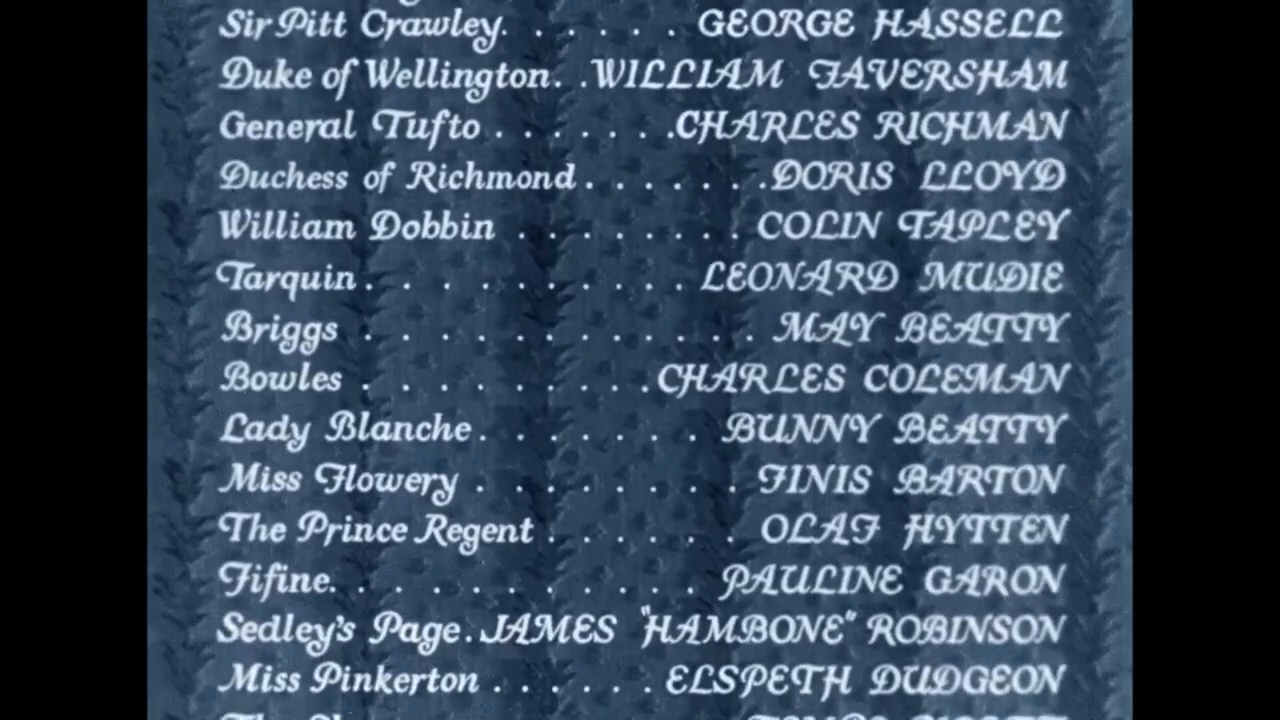 Sir Pitt Crawley. . . . . . GEORGE HASSELL
Duke of Wellington. . .WILLIAM FAVERSHAM
General Tufto . . . . . . .CHARLES RICHMAN
Duchess of Richmond . . . . . . .DORIS LLOYD
William Dobbin . . . . . . . COLIN TAPLEY
Tarquin . . . . . . . . . . LEONARD MUDIE
Briggs . . . . . . . . . . . MAY BEATTY
Bowles . . . . . . . . .CHARLES COLEMAN
Lady Blanche . . . . . . . BUNNY BEATTY
Miss Flowery . . . . . . . . FINIS BARTON
The Prince Regent . . . . . . OLAF HYTTEN
Fifine. . . . . . . . . . PAULINE GARON
Sedley's Page. .JAMES "HAMBONE" ROBINSON
Miss Pinkerton . . . . . . ELSPETH DUDGEON